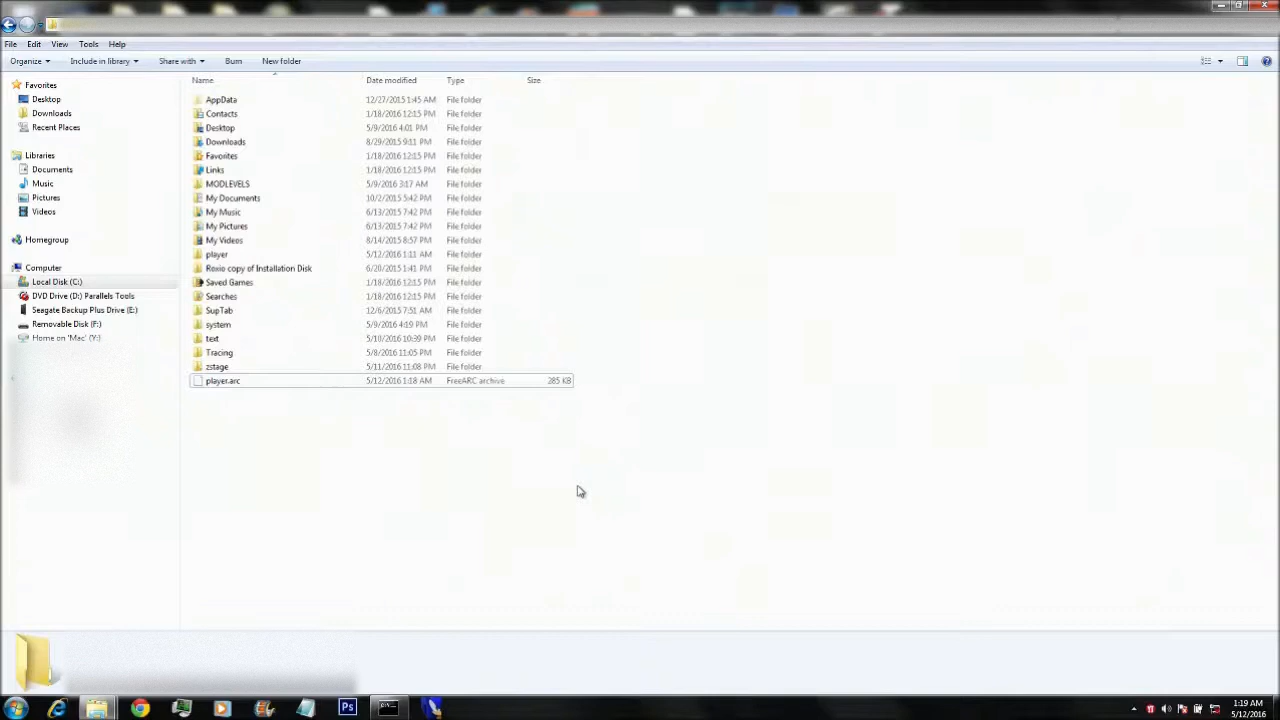 File Edit View Tools Help
Organize Include in library Share with Burn New folder
Name Date modified Type Size
Favorites
Desktop
Downloads
Recent Places
Libraries
Documents
Music
Pictures
Videos
Homegroup
Computer
Local Disk (C:)
DVD Drive (D:) Parallels Tools
Seagate Backup Plus Drive (E:)
Removable Disk (F:)
Home on 'Mac' (Y:)
AppData 12/27/2015 1:45 AM File folder
Contacts 1/18/2016 12:15 PM File folder
Desktop 5/9/2016 4:01 PM File folder
Downloads 8/29/2015 9:11 PM File folder
Favorites 1/18/2016 12:15 PM File folder
Links 1/18/2016 12:15 PM File folder
MODLEVELS 5/9/2016 3:17 AM File folder
My Documents 10/2/2015 5:42 PM File folder
My Music 6/13/2015 7:42 PM File folder
My Pictures 6/13/2015 7:42 PM File folder
My Videos 8/14/2015 8:57 PM File folder
player 5/12/2016 1:11 AM File folder
Roxio copy of Installation Disk 6/20/2015 1:41 PM File folder
Saved Games 1/18/2016 12:15 PM File folder
Searches 1/18/2016 12:15 PM File folder
SupTab 12/6/2015 7:51 AM File folder
system 5/9/2016 4:19 PM File folder
text 5/10/2016 10:39 PM File folder
Tracing 5/8/2016 11:05 PM File folder
zstage 5/11/2016 11:08 PM File folder
player.arc 5/12/2016 1:18 AM FreeARC archive 285 KB
Ps
1:19 AM
5/12/2016